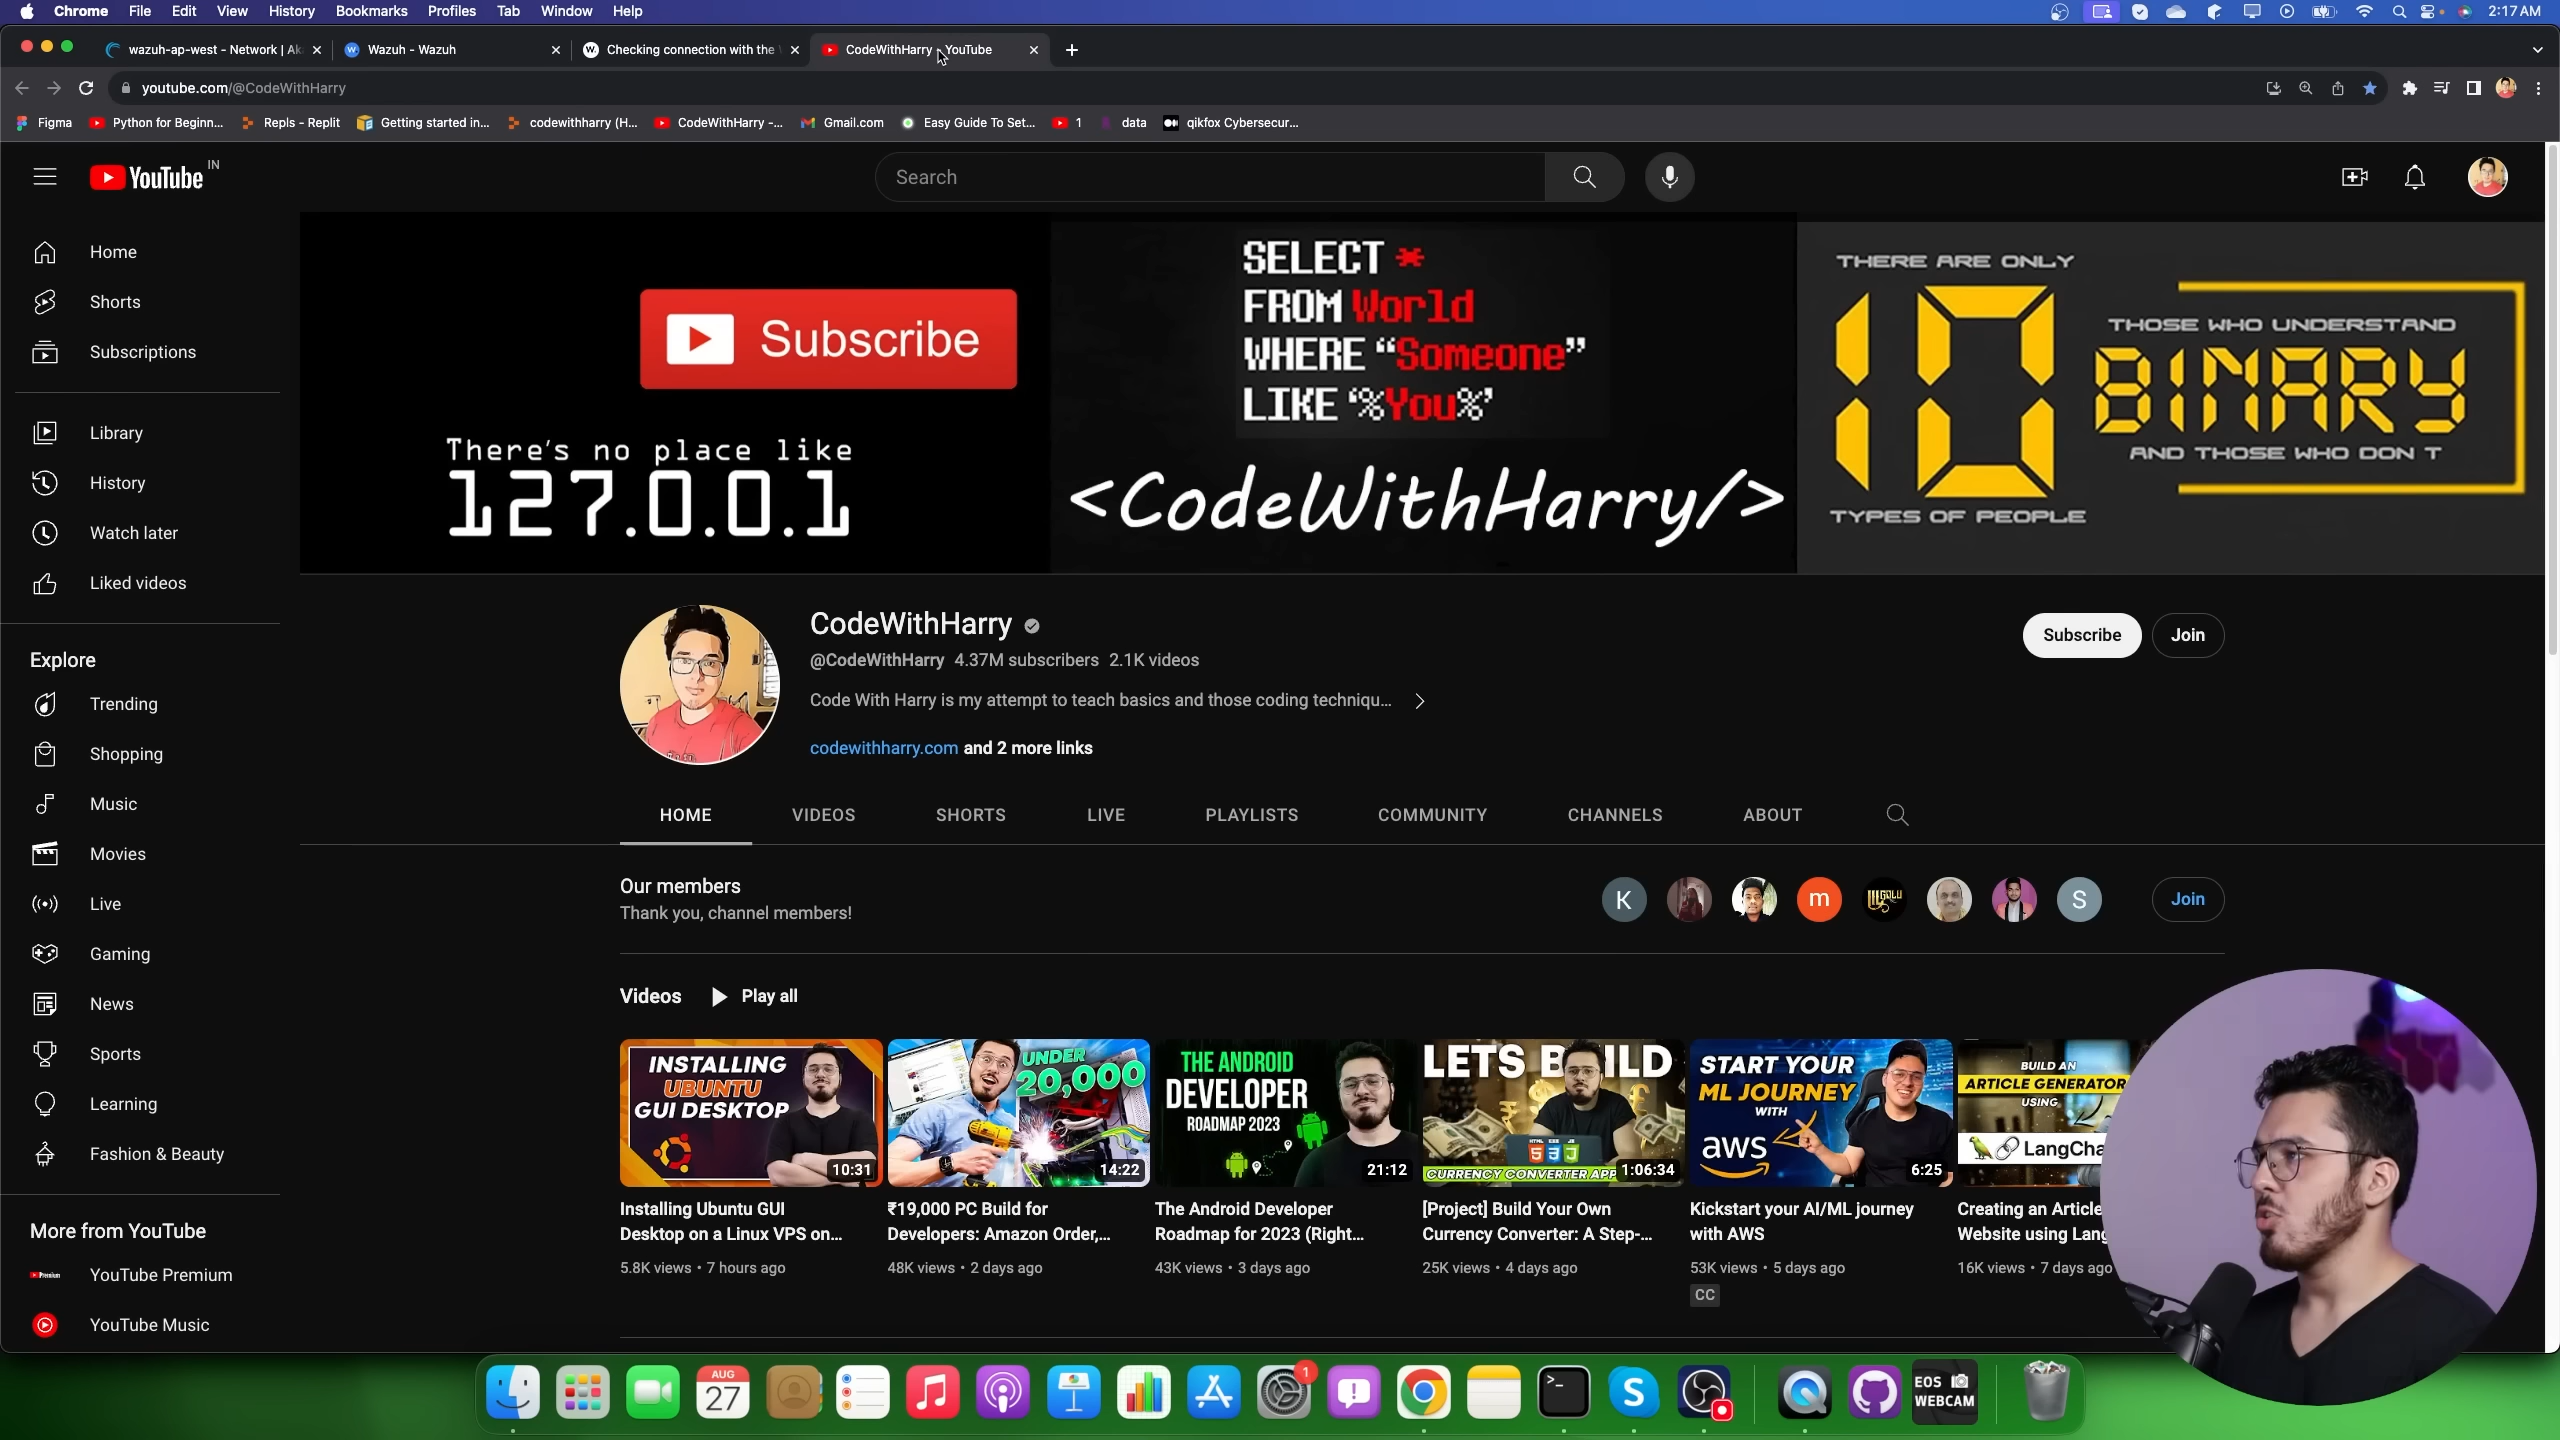 Chrome File Edit View History Bookmarks Profiles Tab Window Help 2:17 AM
wazuh-ap-west - Network | Ak Wazuh - Wazuh Checking connection with the CodeWithHarry - YouTube
youtube.com/@CodeWithHarry
Figma Python for Beginn... Repls - Replit Getting started in... codewithharry (H... CodeWithHarry -... Gmail.com Easy Guide To Set... 1 data qikfox Cybersecur...
YouTube IN
Search
Home
Shorts
Subscriptions
Library
History
Watch later
Liked videos
Explore
Trending
Shopping
Music
Movies
Live
Gaming
News
Sports
Learning
Fashion & Beauty
More from YouTube
YouTube Premium
YouTube Music
Subscribe
There's no place like
127.0.0.1
SELECT *
FROM World
WHERE “Someone”
LIKE ‘%You%’
<CodeWithHarry/>
THERE ARE ONLY
10
TYPES OF PEOPLE
THOSE WHO UNDERSTAND
BINARY
AND THOSE WHO DON T
CodeWithHarry
@CodeWithHarry 4.37M subscribers 2.1K videos
Code With Harry is my attempt to teach basics and those coding techniqu...
codewithharry.com and 2 more links
Subscribe Join
HOME VIDEOS SHORTS LIVE PLAYLISTS COMMUNITY CHANNELS ABOUT
Our members
Thank you, channel members!
K m S Join
Videos Play all
INSTALLING
UBUNTU
GUI DESKTOP
10:31
Installing Ubuntu GUI
Desktop on a Linux VPS on...
5.8K views • 7 hours ago
UNDER
20,000
14:22
₹19,000 PC Build for
Developers: Amazon Order,...
48K views • 2 days ago
THE ANDROID
DEVELOPER
ROADMAP 2023
21:12
The Android Developer
Roadmap for 2023 (Right...
43K views • 3 days ago
LETS BUILD
HTML CSS JS
5 3 J
CURRENCY CONVERTER APP
1:06:34
[Project] Build Your Own
Currency Converter: A Step-...
25K views • 4 days ago
START YOUR
ML JOURNEY
WITH
aws
6:25
Kickstart your AI/ML journey
with AWS
53K views • 5 days ago
CC
BUILD AN
ARTICLE GENERATOR
USING
LangCha
Creating an Article
Website using Lang
16K views • 7 days ago
AUG
27
1
EOS
WEBCAM